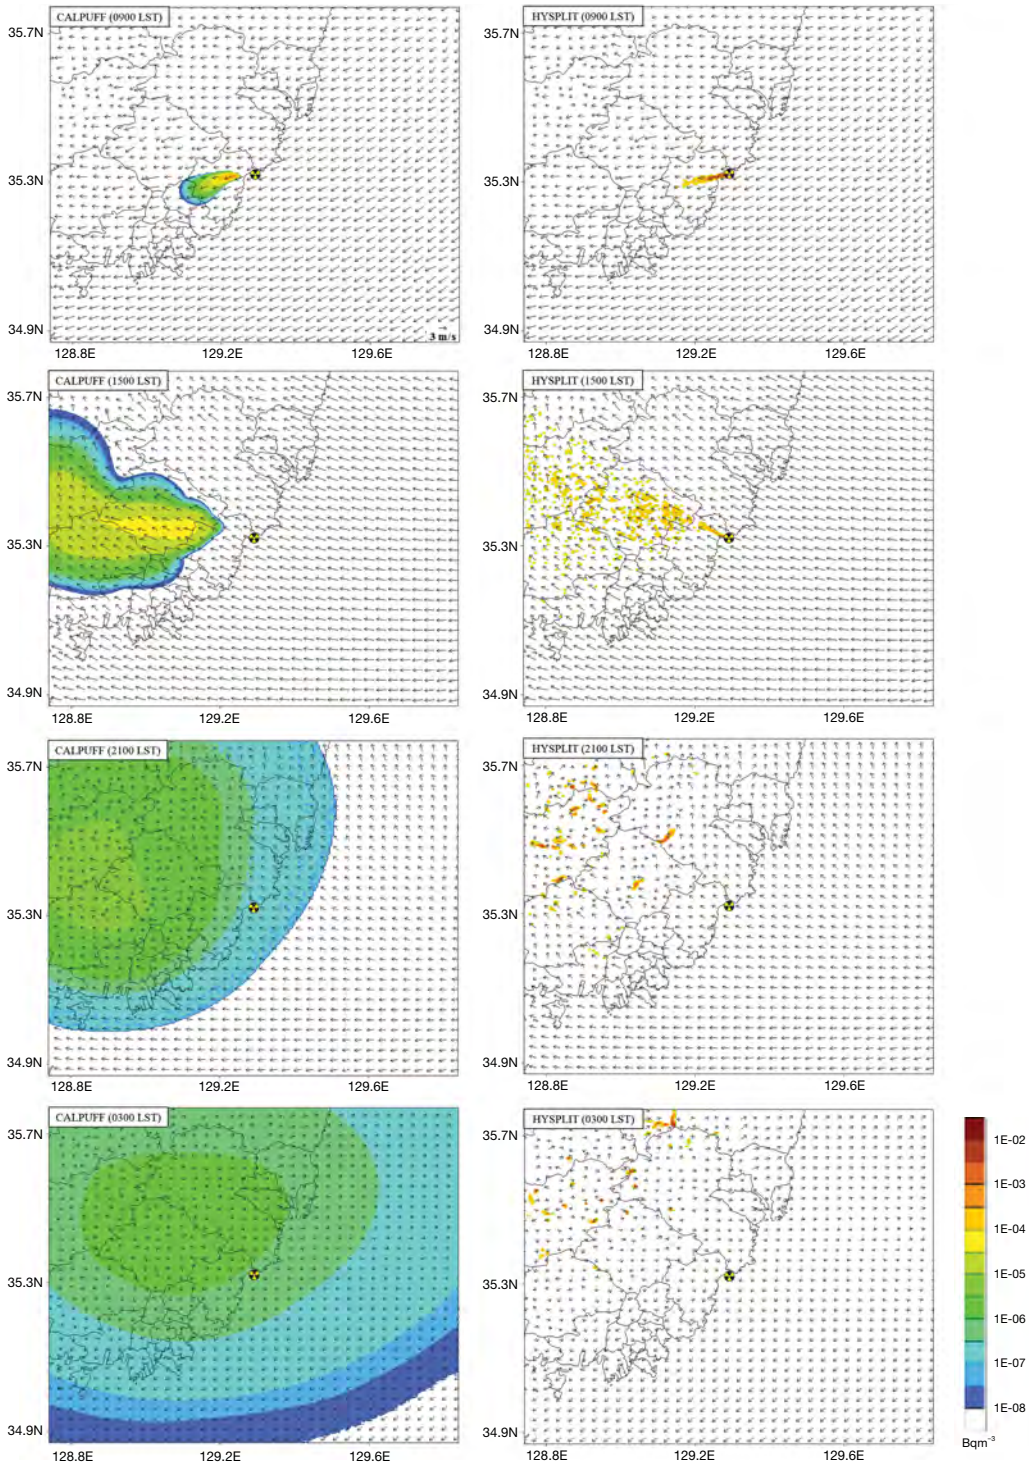 CALPUFF (0900 LST)
HYSPLIT (0900 LST)
35.7N
35.7N
35.3N
35.3N
34.9N
34.9N
3 m/s
128.8E
129.2E
129.6E
128.8E
129.2E
129.6E
CALPUFF (1500 LST)
HYSPLIT (1500 LST)
35.7N
35.7N
35.3N
35.3N
34.9N
34.9N
128.8E
129.2E
129.6E
128.8E
129.2E
129.6E
CALPUFF (2100 LST)
HYSPLIT (2100 LST)
35.7N
35.7N
35.3N
35.3N
34.9N
34.9N
128.8E
129.2E
129.6E
128.8E
129.2E
129.6E
CALPUFF (0300 LST)
HYSPLIT (0300 LST)
35.7N
35.7N
35.3N
35.3N
34.9N
34.9N
128.8E
129.2E
129.6E
128.8E
129.2E
129.6E
1E-02
1E-03
1E-04
1E-05
1E-06
1E-07
1E-08
Bqm⁻³